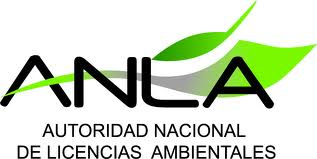 ANLA
AUTORIDAD NACIONAL
DE LICENCIAS AMBIENTALES